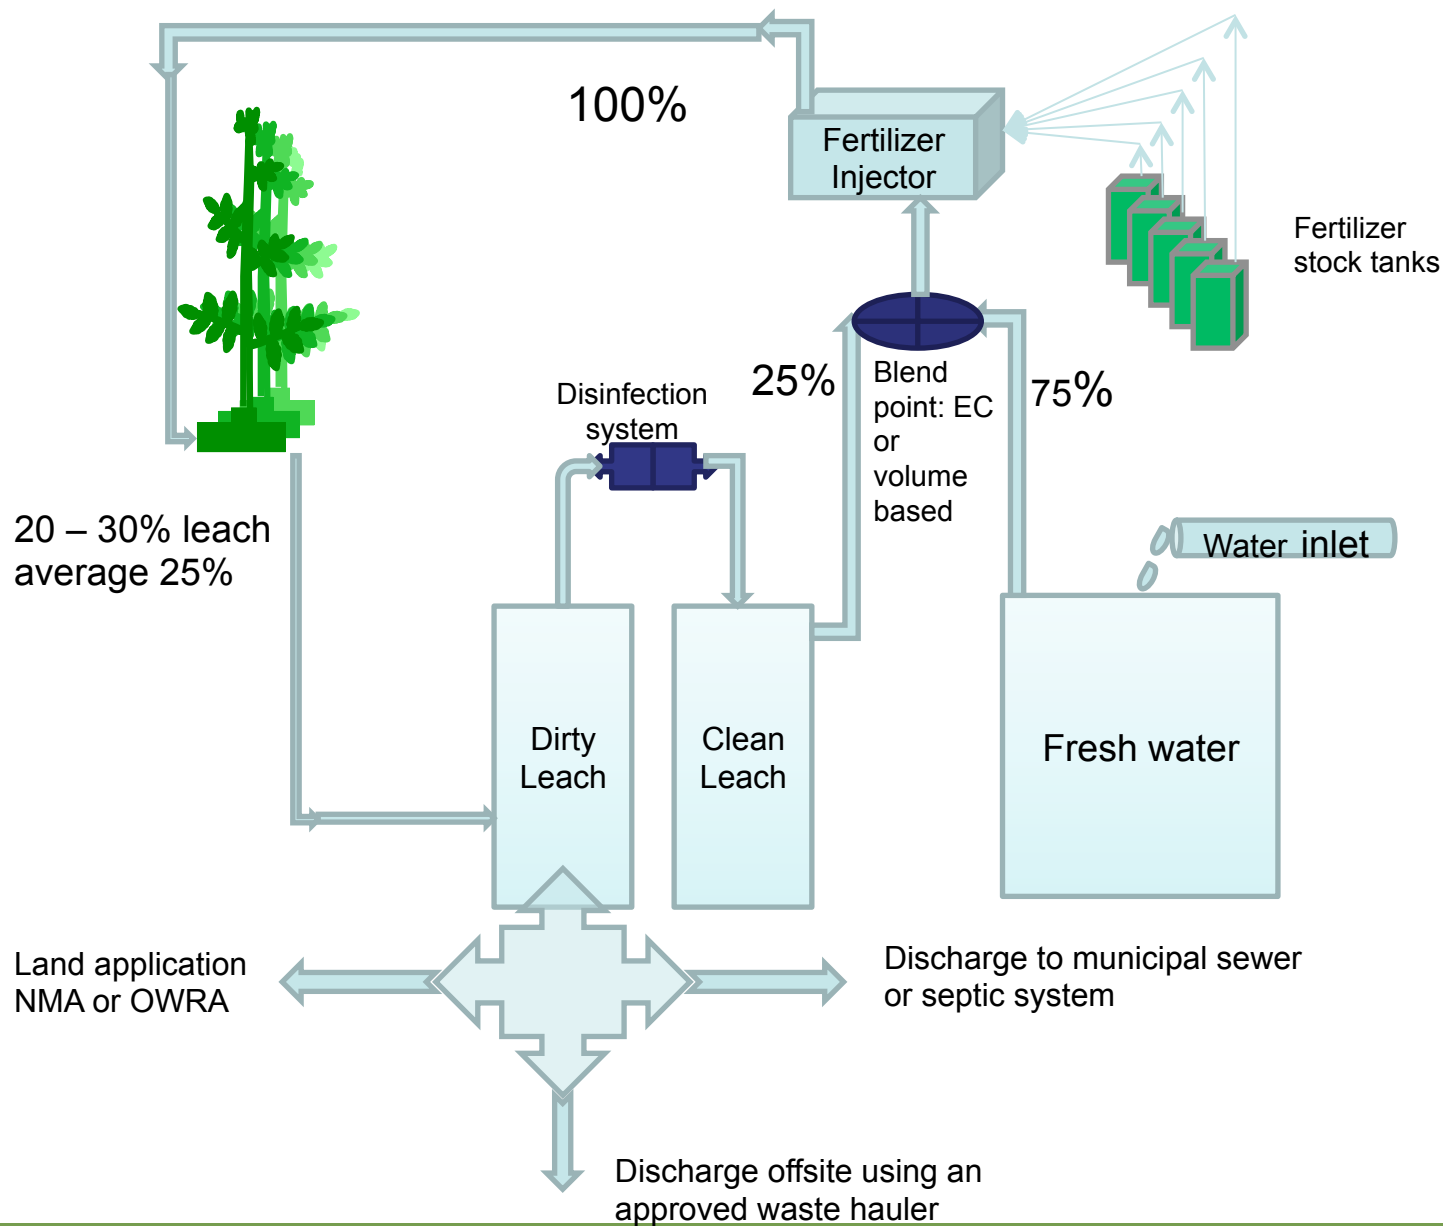 100%
Fertilizer
Injector
Fertilizer
stock tanks
25%
Blend
point: EC
or
volume
based
75%
Disinfection
system
20 – 30% leach
average 25%
Water inlet
Dirty
Leach
Clean
Leach
Fresh water
Land application
NMA or OWRA
Discharge to municipal sewer
or septic system
Discharge offsite using an
approved waste hauler